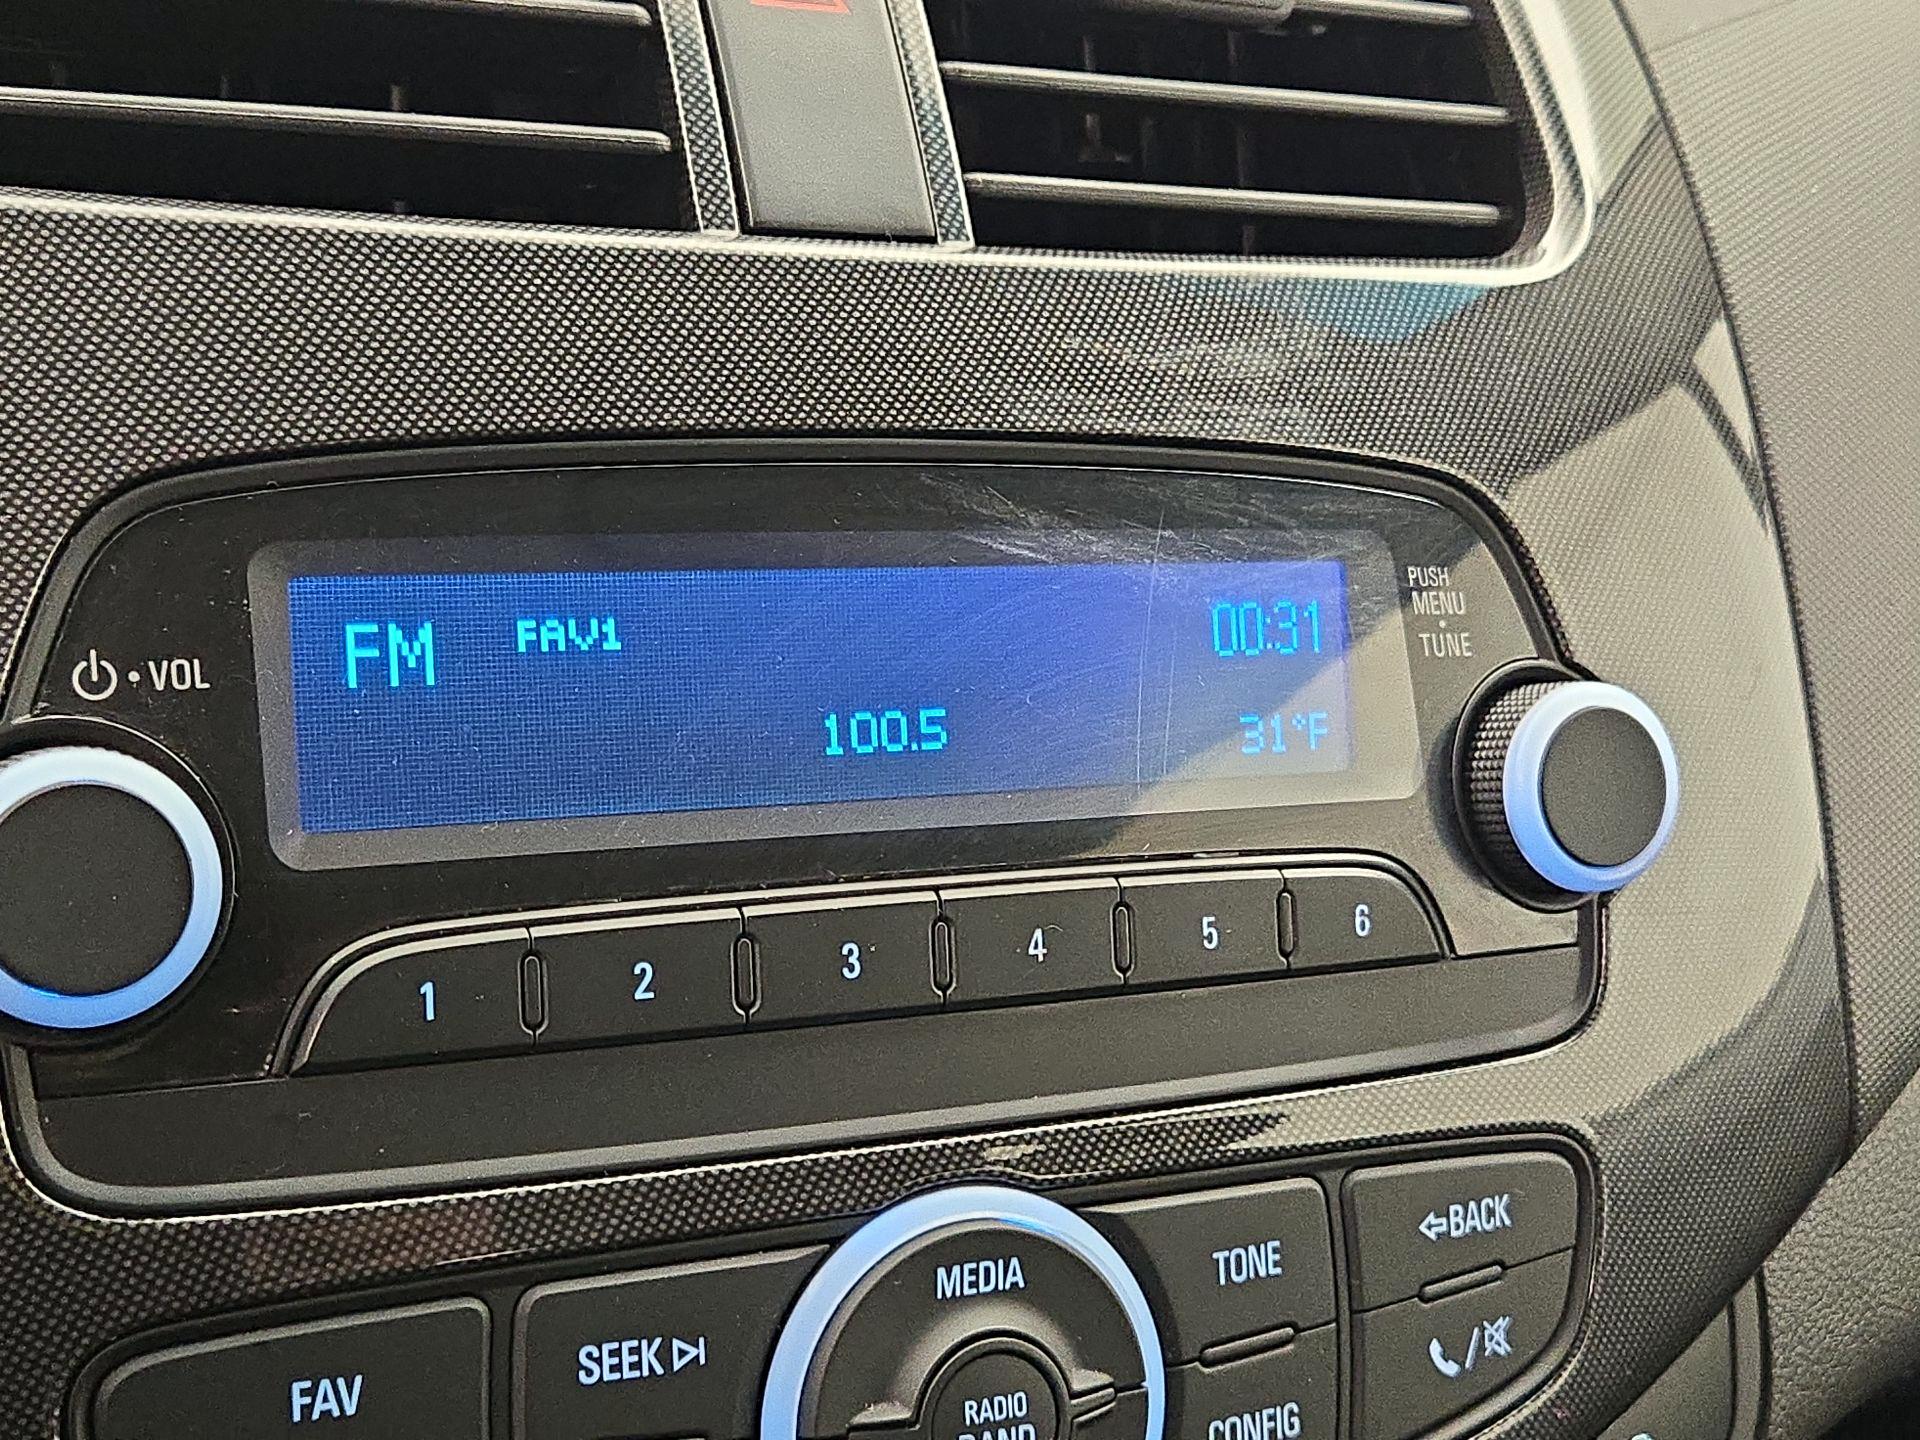 FM FAV1 00:31
100.5 31°F
VOL
PUSH
MENU
TUNE
1 2 3 4 5 6
FAV
SEEK
MEDIA
RADIO
BAND
TONE
CONFIG
BACK